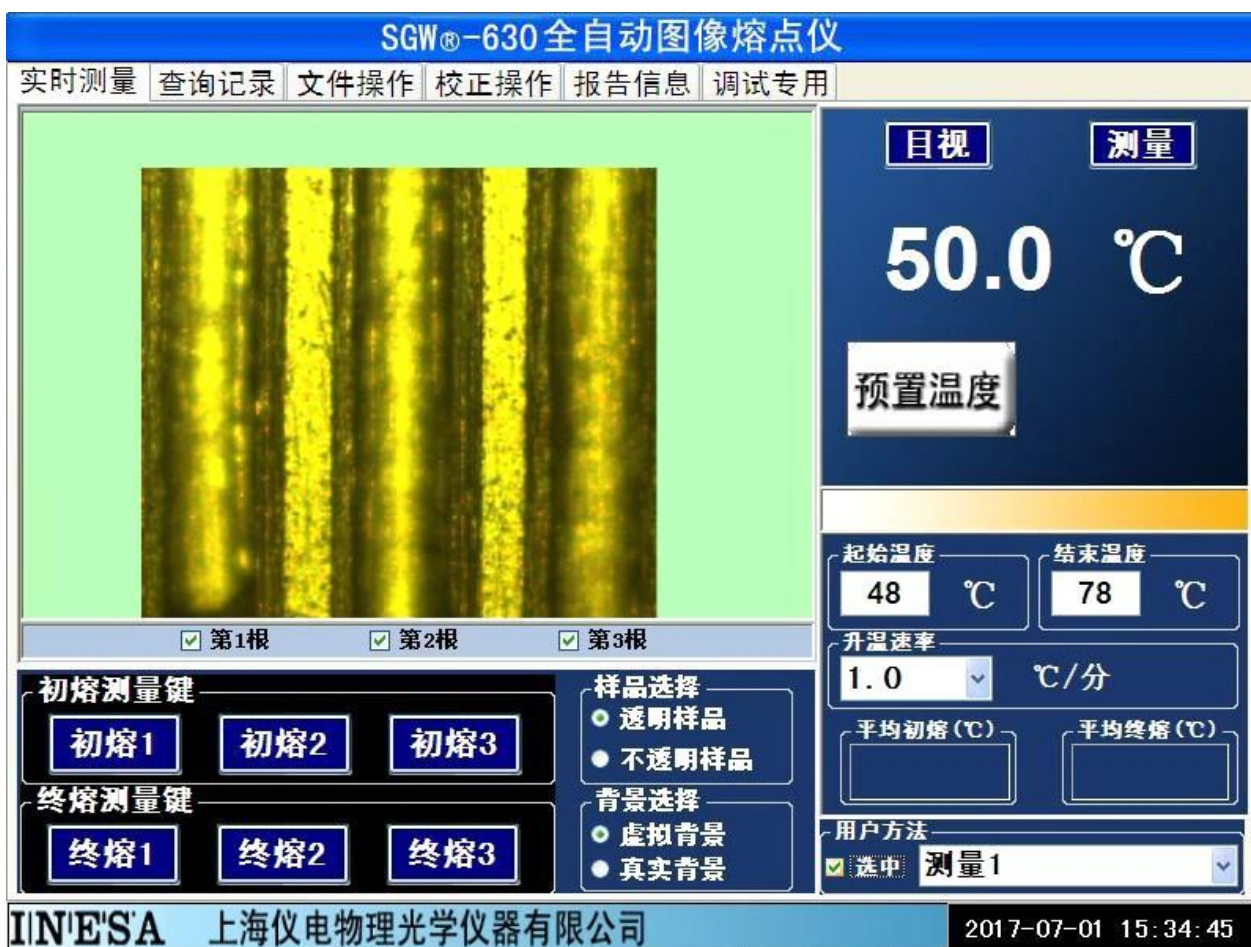 SGW®-630全自动图像熔点仪
实时测量 查询记录 文件操作 校正操作 报告信息 调试专用
目视 测量
50.0 ℃
预置温度
起始温度 结束温度
48 ℃ 78 ℃
升温速率
1.0 ℃/分
平均初熔(℃) 平均终熔(℃)
用户方法
选中 测量1
第1根 第2根 第3根
初熔测量键
初熔1 初熔2 初熔3
终熔测量键
终熔1 终熔2 终熔3
样品选择
透明样品
不透明样品
背景选择
虚拟背景
真实背景
INESA 上海仪电物理光学仪器有限公司
2017-07-01 15:34:45